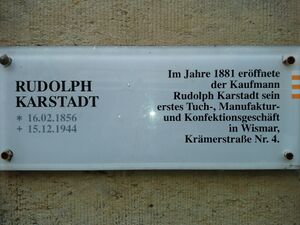 RUDOLPH
KARSTADT
* 16.02.1856
+ 15.12.1944
Im Jahre 1881 eröffnete
der Kaufmann
Rudolph Karstadt sein
erstes Tuch-, Manufaktur-
und Konfektionsgeschäft
in Wismar,
Krämerstraße Nr. 4.